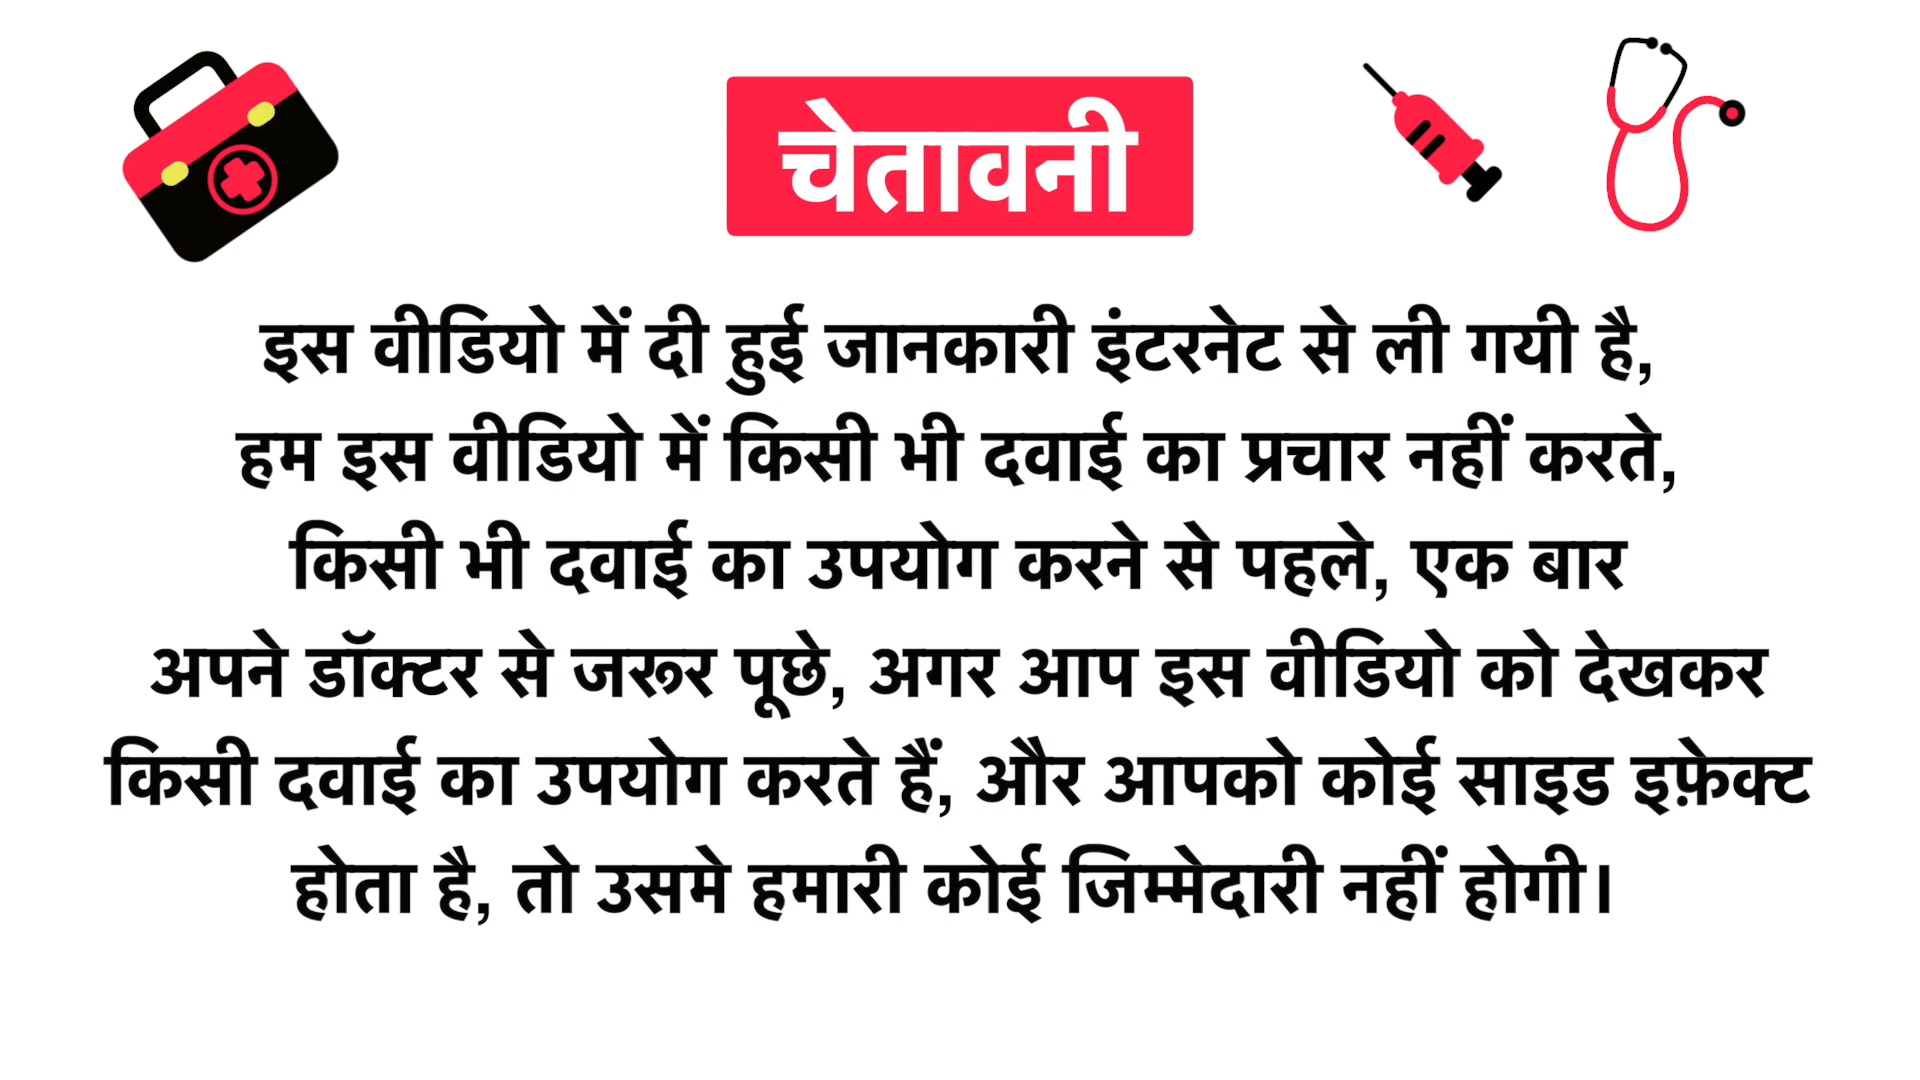 चेतावनी
इस वीडियो में दी हुई जानकारी इंटरनेट से ली गयी है,
हम इस वीडियो में किसी भी दवाई का प्रचार नहीं करते,
किसी भी दवाई का उपयोग करने से पहले, एक बार
अपने डॉक्टर से जरूर पूछे, अगर आप इस वीडियो को देखकर
किसी दवाई का उपयोग करते हैं, और आपको कोई साइड इफ़ेक्ट
होता है, तो उसमे हमारी कोई जिम्मेदारी नहीं होगी।